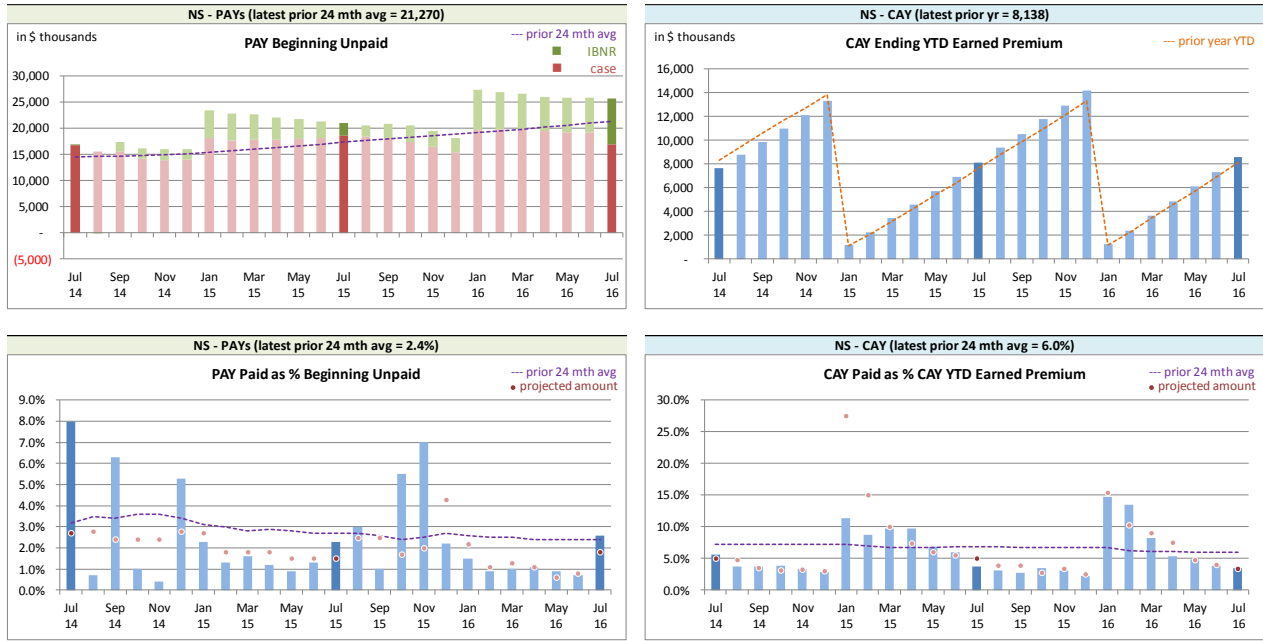 NS - PAYs (latest prior 24 mth avg = 21,270)
in $ thousands
PAY Beginning Unpaid
--- prior 24 mth avg
IBNR
case
30,000
25,000
20,000
15,000
10,000
5,000
-
(5,000)
Jul Sep Nov Jan Mar May Jul Sep Nov Jan Mar May Jul
14 14 14 15 15 15 15 15 15 16 16 16 16
NS - CAY (latest prior yr = 8,138)
in $ thousands
CAY Ending YTD Earned Premium
--- prior year YTD
16,000
14,000
12,000
10,000
8,000
6,000
4,000
2,000
-
Jul Sep Nov Jan Mar May Jul Sep Nov Jan Mar May Jul
14 14 14 15 15 15 15 15 15 16 16 16 16
NS - PAYs (latest prior 24 mth avg = 2.4%)
PAY Paid as % Beginning Unpaid
--- prior 24 mth avg
projected amount
9.0%
8.0%
7.0%
6.0%
5.0%
4.0%
3.0%
2.0%
1.0%
0.0%
Jul Sep Nov Jan Mar May Jul Sep Nov Jan Mar May Jul
14 14 14 15 15 15 15 15 15 16 16 16 16
NS - CAY (latest prior 24 mth avg = 6.0%)
CAY Paid as % CAY YTD Earned Premium
--- prior 24 mth avg
projected amount
30.0%
25.0%
20.0%
15.0%
10.0%
5.0%
0.0%
Jul Sep Nov Jan Mar May Jul Sep Nov Jan Mar May Jul
14 14 14 15 15 15 15 15 15 16 16 16 16